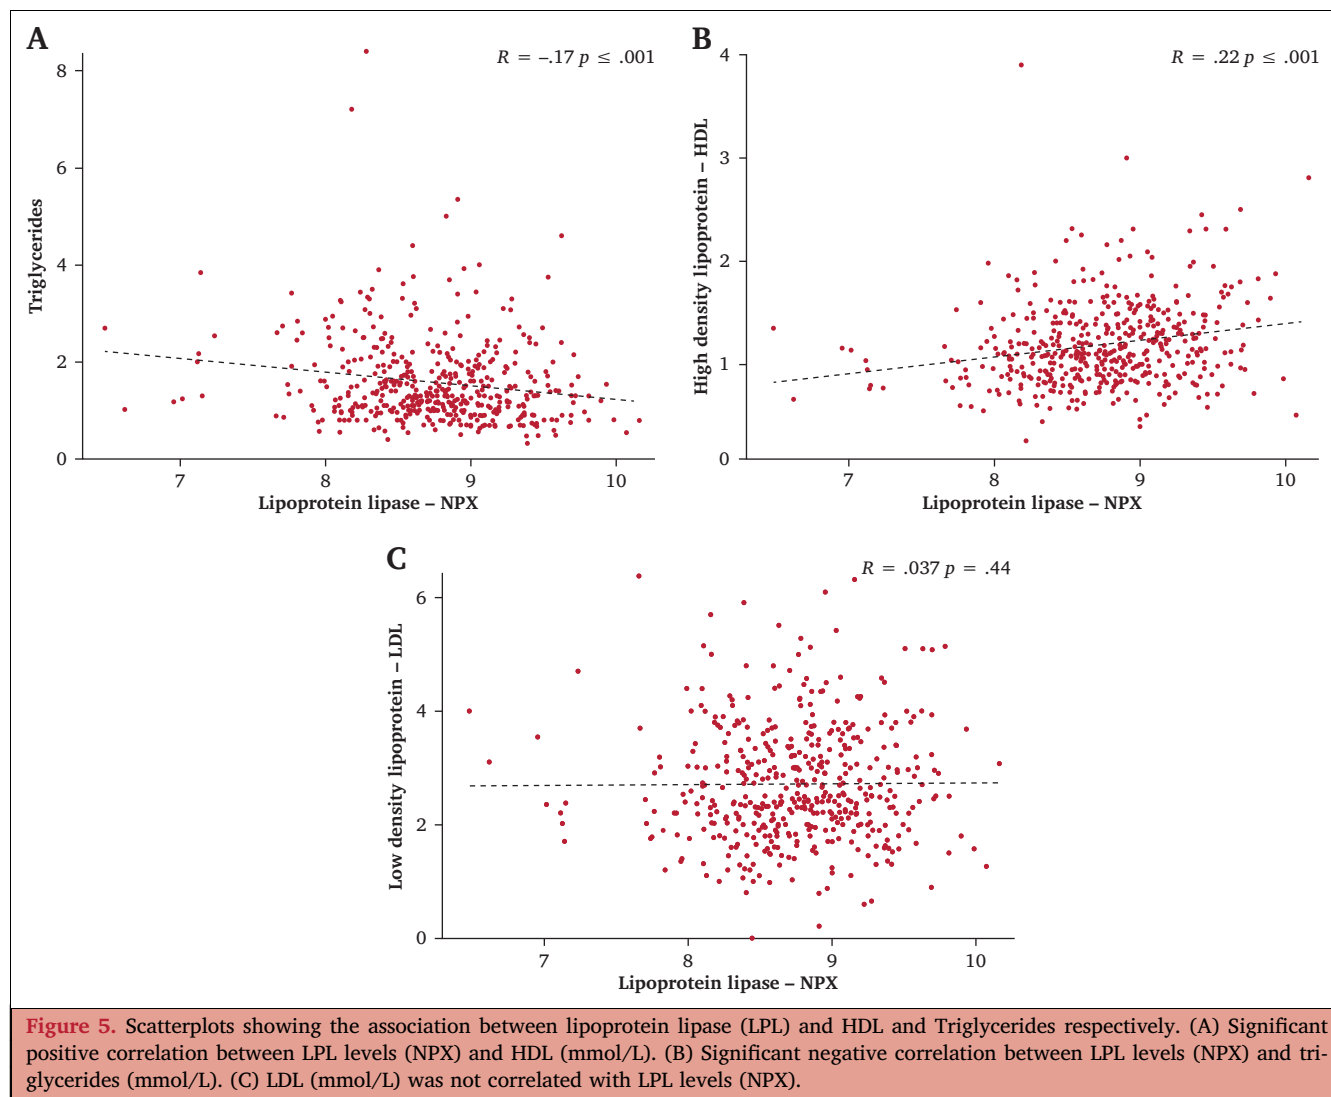 A
R = –.17 p ≤ .001
8
6
4
2
0
Triglycerides
7 8 9 10
Lipoprotein lipase – NPX
B
R = .22 p ≤ .001
4
3
2
1
0
High density lipoprotein – HDL
7 8 9 10
Lipoprotein lipase – NPX
C
R = .037 p = .44
6
4
2
0
Low density lipoprotein – LDL
7 8 9 10
Lipoprotein lipase – NPX
Figure 5. Scatterplots showing the association between lipoprotein lipase (LPL) and HDL and Triglycerides respectively. (A) Significant
positive correlation between LPL levels (NPX) and HDL (mmol/L). (B) Significant negative correlation between LPL levels (NPX) and tri-
glycerides (mmol/L). (C) LDL (mmol/L) was not correlated with LPL levels (NPX).